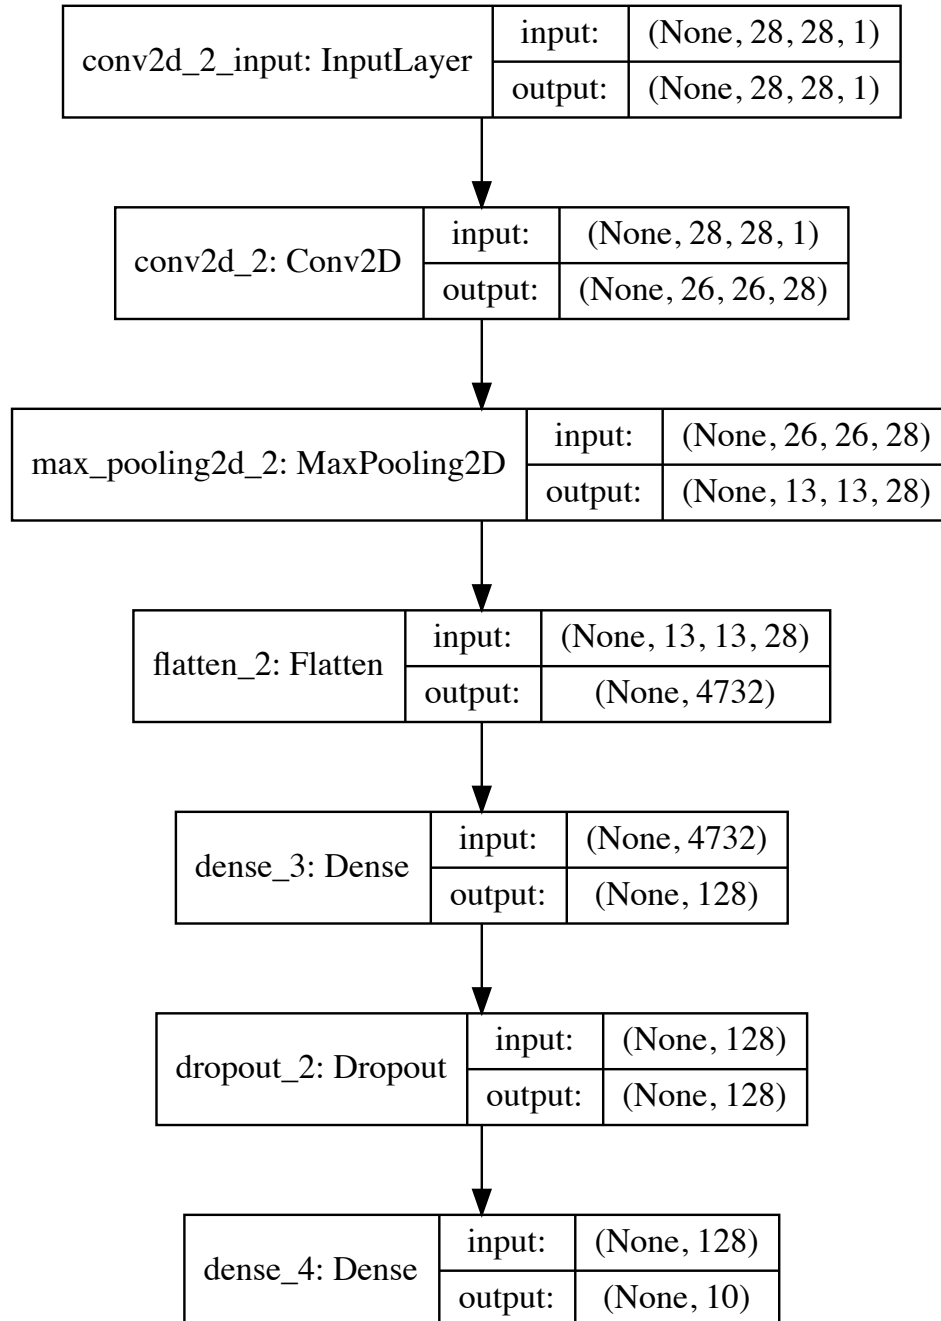 conv2d_2_input: InputLayer
input:
(None, 28, 28, 1)
output:
(None, 28, 28, 1)
conv2d_2: Conv2D
input:
(None, 28, 28, 1)
output:
(None, 26, 26, 28)
max_pooling2d_2: MaxPooling2D
input:
(None, 26, 26, 28)
output:
(None, 13, 13, 28)
flatten_2: Flatten
input:
(None, 13, 13, 28)
output:
(None, 4732)
dense_3: Dense
input:
(None, 4732)
output:
(None, 128)
dropout_2: Dropout
input:
(None, 128)
output:
(None, 128)
dense_4: Dense
input:
(None, 128)
output:
(None, 10)